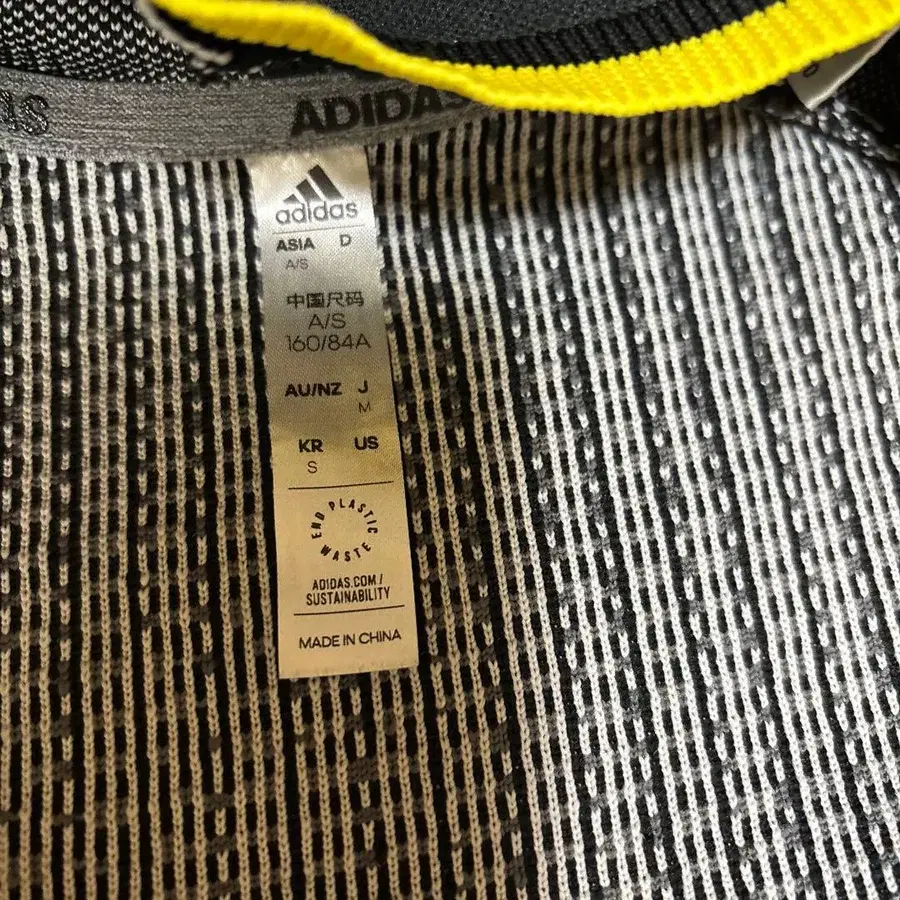 AS
ADIDAS
adidas
ASIA D
A/S
中国尺码
A/S
160/84A
AU/NZ J
M
KR US
S
END PLASTIC WASTE
ADIDAS.COM/
SUSTAINABILITY
MADE IN CHINA